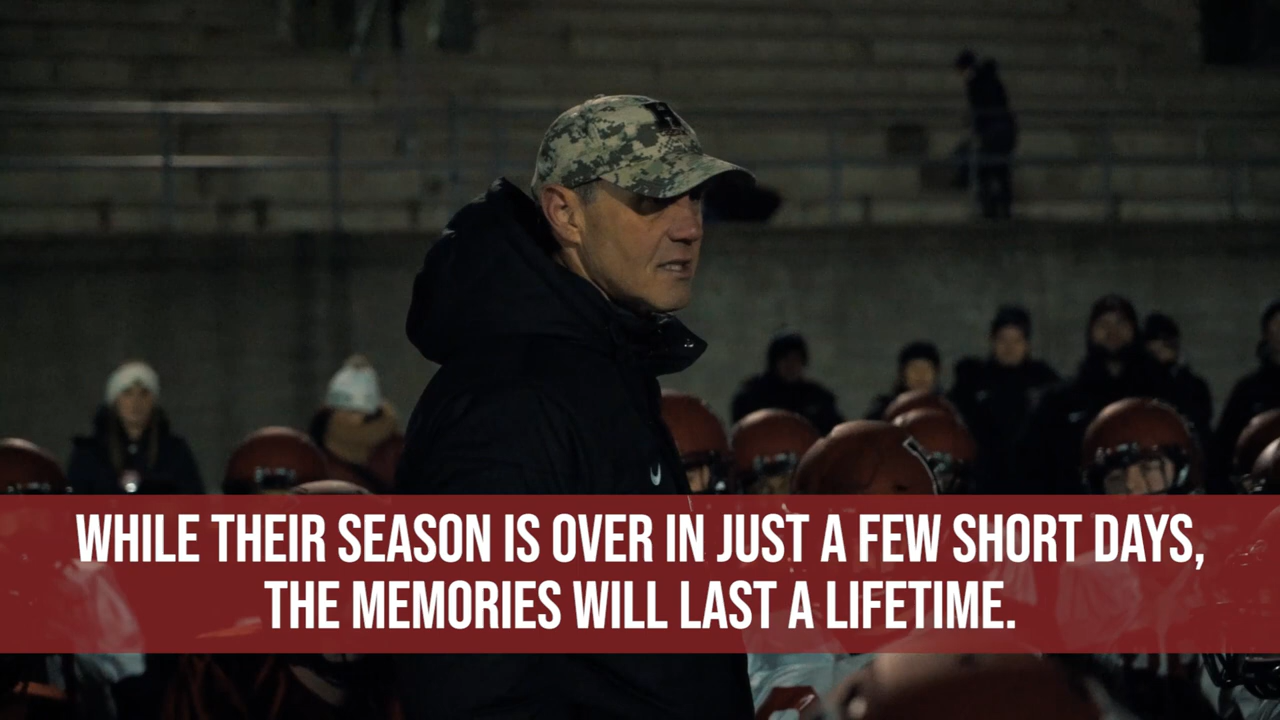 WHILE THEIR SEASON IS OVER IN JUST A FEW SHORT DAYS,
THE MEMORIES WILL LAST A LIFETIME.